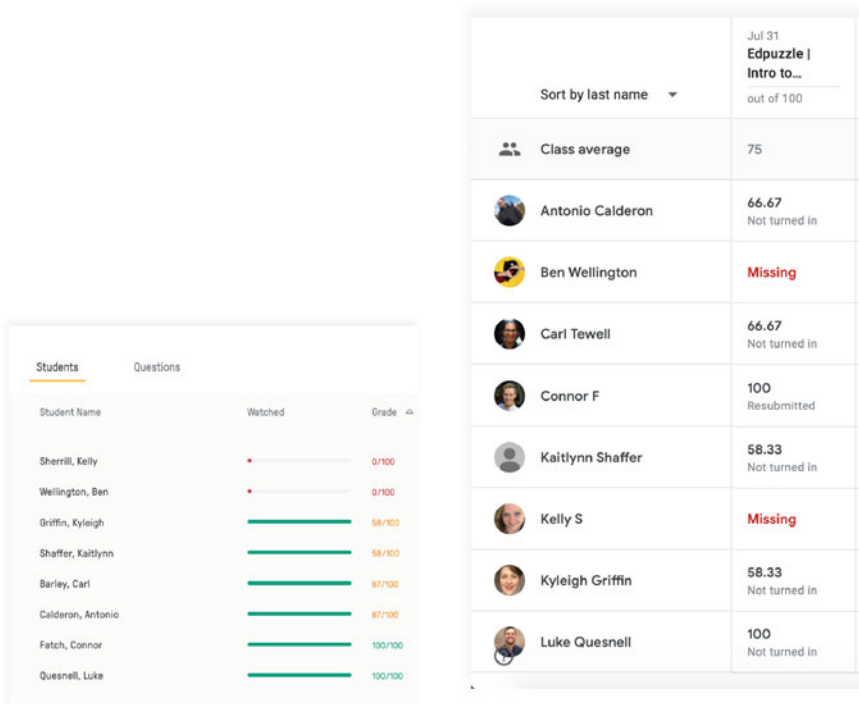 Students Questions
Student Name Watched Grade
Sherrill, Kelly 0/100
Wellington, Ben 0/100
Griffin, Kyleigh 58/100
Shaffer, Kaitlynn 58/100
Barley, Carl 67/100
Calderon, Antonio 67/100
Fatch, Connor 100/100
Quesnell, Luke 100/100
Jul 31
Edpuzzle |
Intro to...
Sort by last name
out of 100
Class average 75
Antonio Calderon 66.67
Not turned in
Ben Wellington Missing
Carl Tewell 66.67
Not turned in
Connor F 100
Resubmitted
Kaitlynn Shaffer 58.33
Not turned in
Kelly S Missing
Kyleigh Griffin 58.33
Not turned in
Luke Quesnell 100
Not turned in